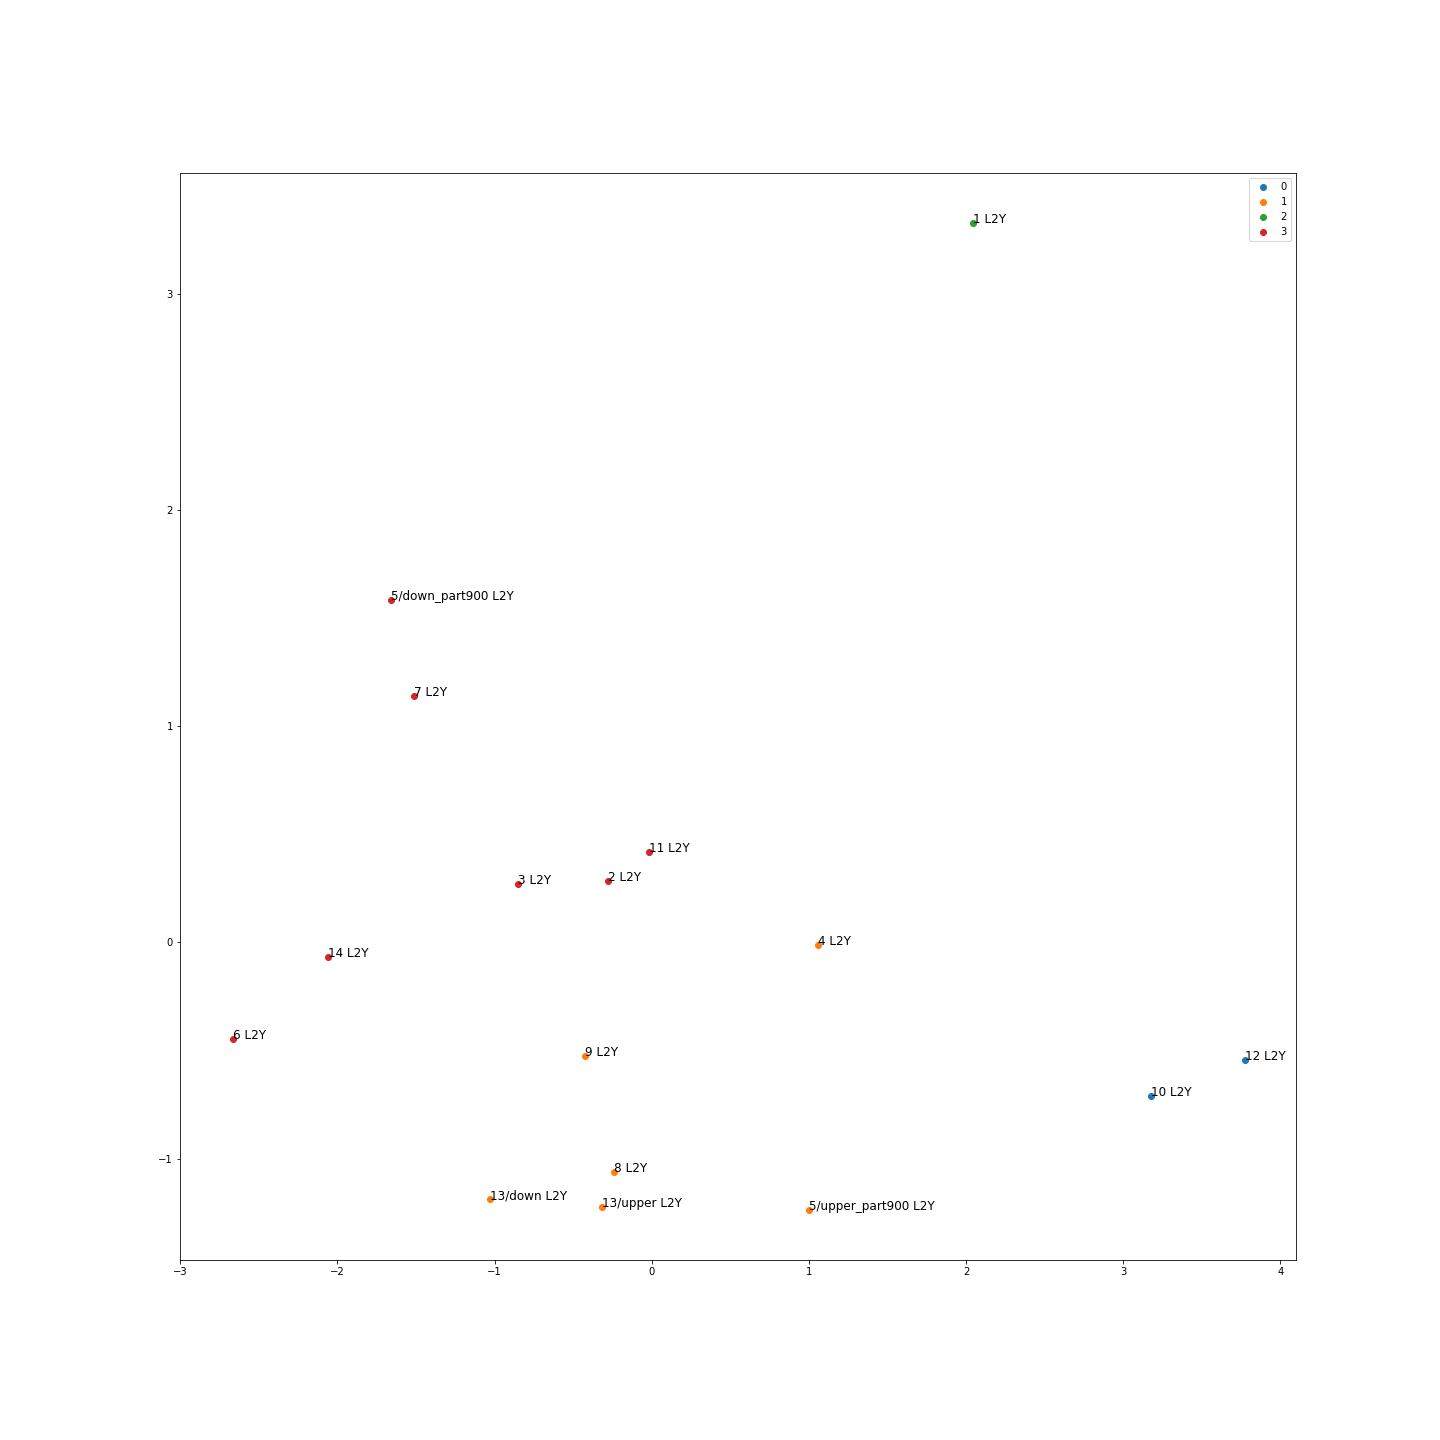 0
1
2
3
1 L2Y
3
2
5/down_part900 L2Y
7 L2Y
1
11 L2Y
2 L2Y
3 L2Y
0
4 L2Y
14 L2Y
6 L2Y
9 L2Y
12 L2Y
10 L2Y
−1
8 L2Y
13/down L2Y
13/upper L2Y
5/upper_part900 L2Y
−3 −2 −1 0 1 2 3 4